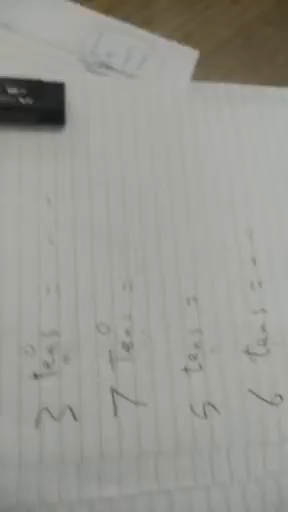 3 Tens = - - -
7 Tens =
5 tens =
6 tens = - -